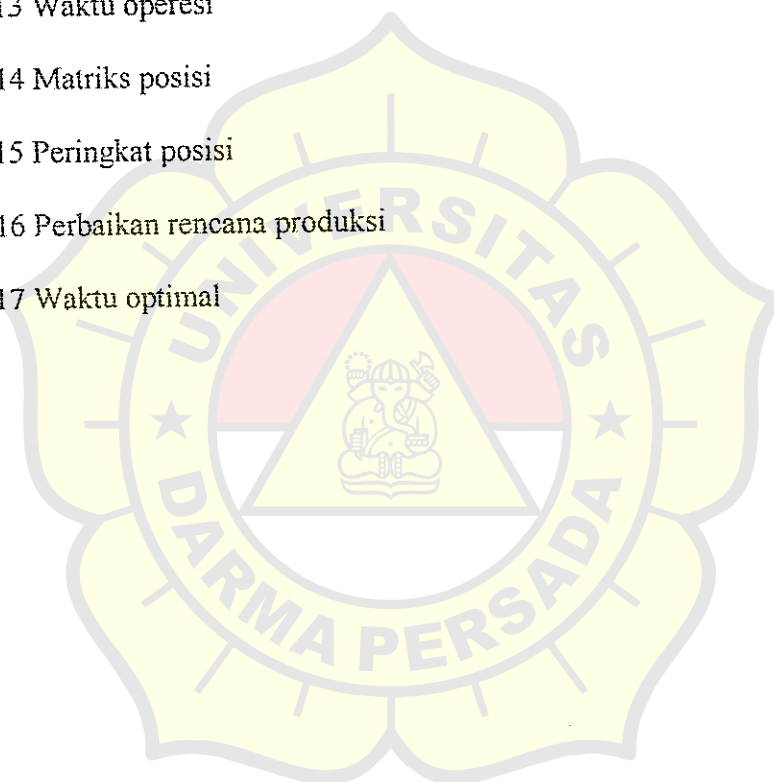 13 Waktu operesi
14 Matriks posisi
15 Peringkat posisi
16 Perbaikan rencana produksi
17 Waktu optimal
UNIVERSITAS
DARMA PERSADA